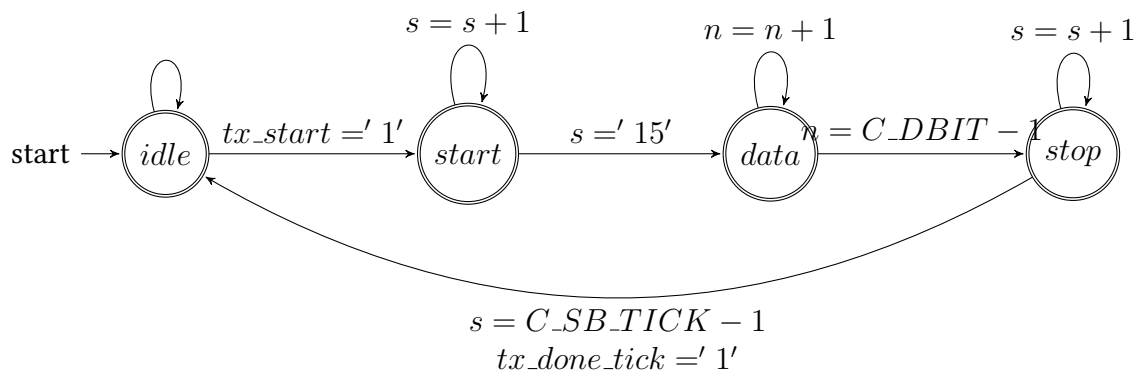 s = s + 1
n = n + 1
s = s + 1
start
idle
tx_start =' 1'
start
s =' 15'
data
n = C_DBIT − 1
stop
s = C_SB_TICK − 1
tx_done_tick =' 1'